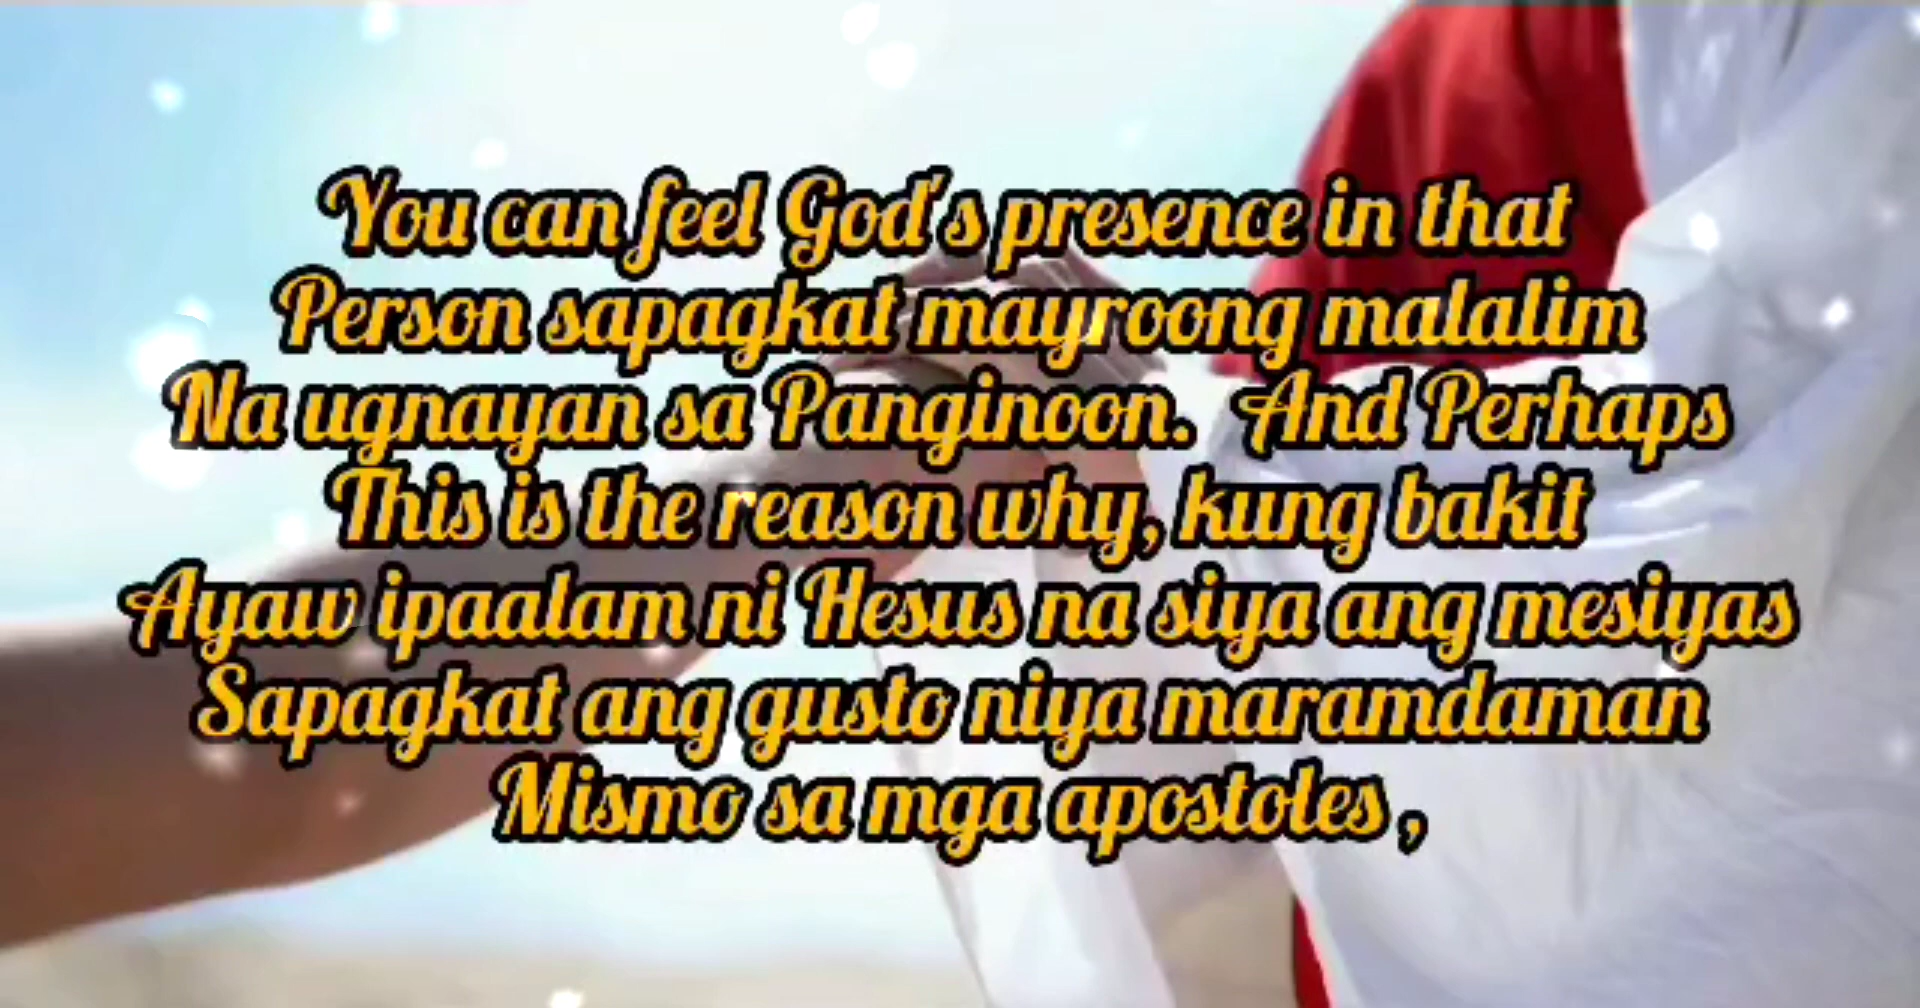 You can feel God's presence in that
Person sapagkat mayroong malalim
Na ugnayan sa Panginoon. And Perhaps
This is the reason why, kung bakit
Ayaw ipaalam ni Hesus na siya ang mesiyas
Sapagkat ang gusto niya maramdaman
Mismo sa mga apostoles ,